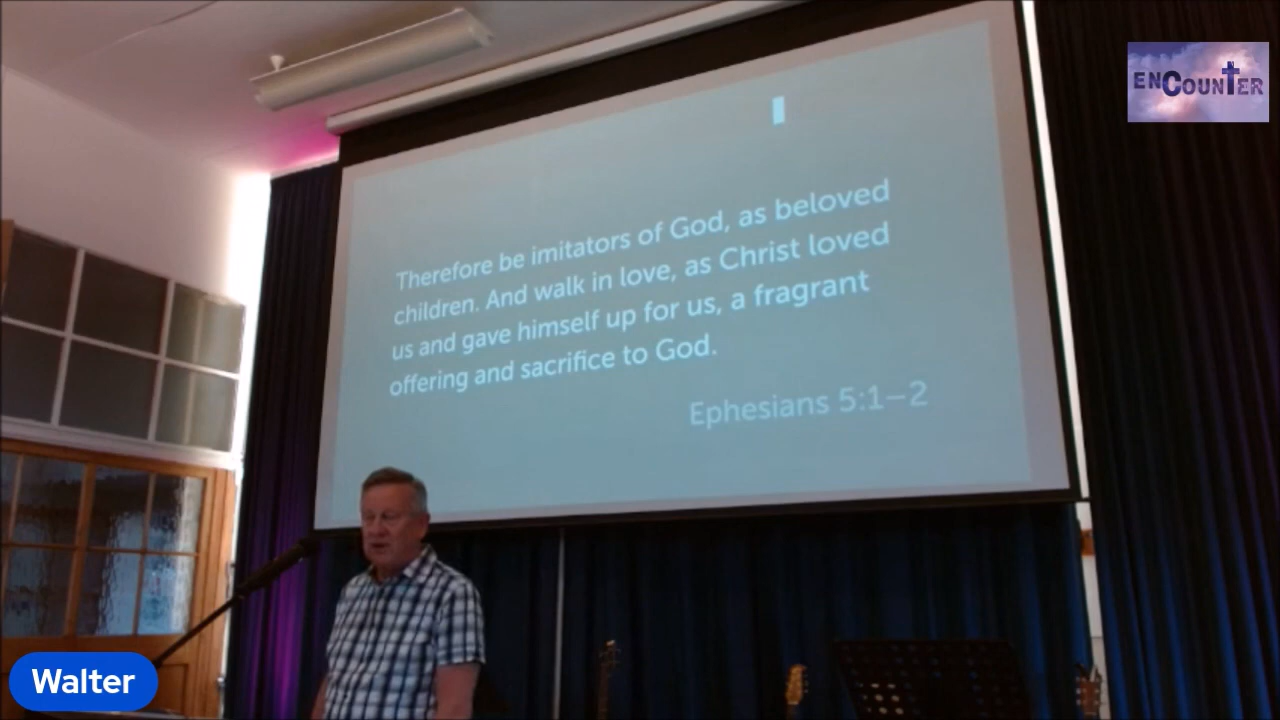 ENCOUNTER
Therefore be imitators of God, as beloved
children. And walk in love, as Christ loved
us and gave himself up for us, a fragrant
offering and sacrifice to God.
Ephesians 5:1–2
Walter